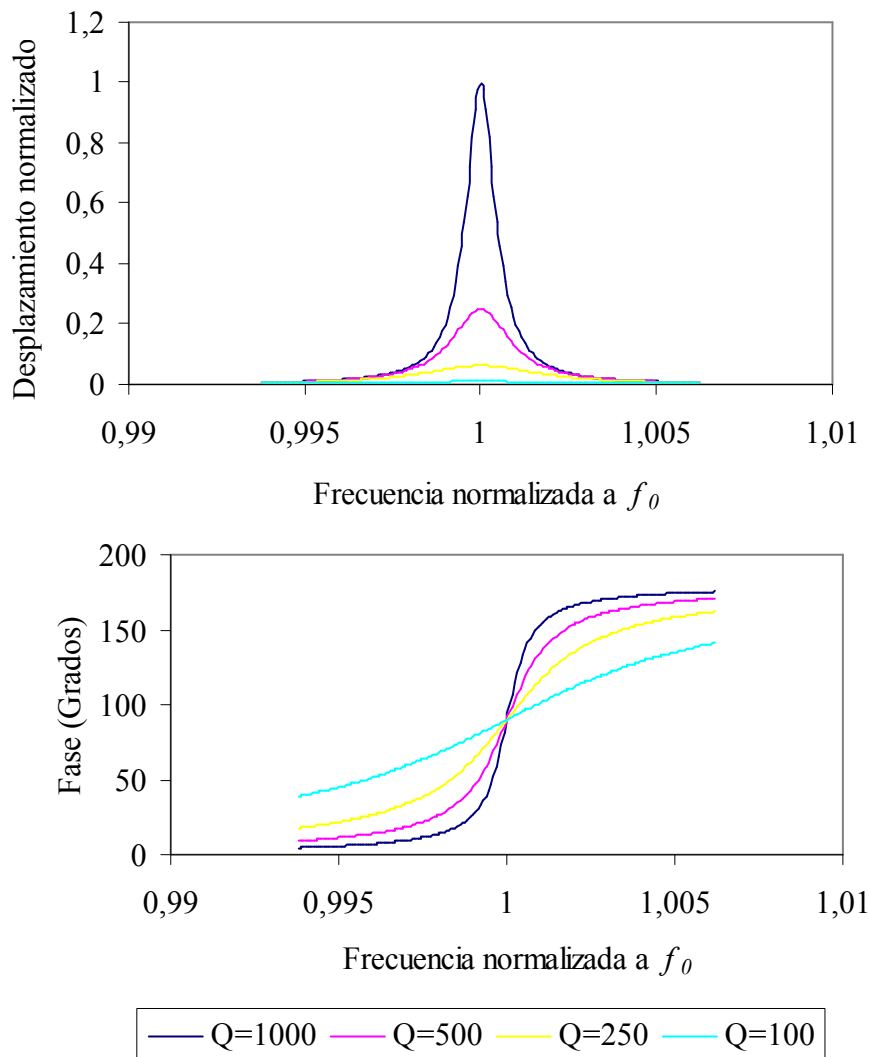 1,2
1
0,8
0,6
0,4
0,2
0
Desplazamiento normalizado
0,99 0,995 1 1,005 1,01
Frecuencia normalizada a f0
200
150
100
50
0
Fase (Grados)
0,99 0,995 1 1,005 1,01
Frecuencia normalizada a f0
Q=1000 Q=500 Q=250 Q=100